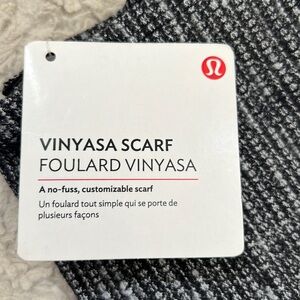 VINYASA SCARF
FOULARD VINYASA
A no-fuss, customizable scarf
Un foulard tout simple qui se porte de
plusieurs façons